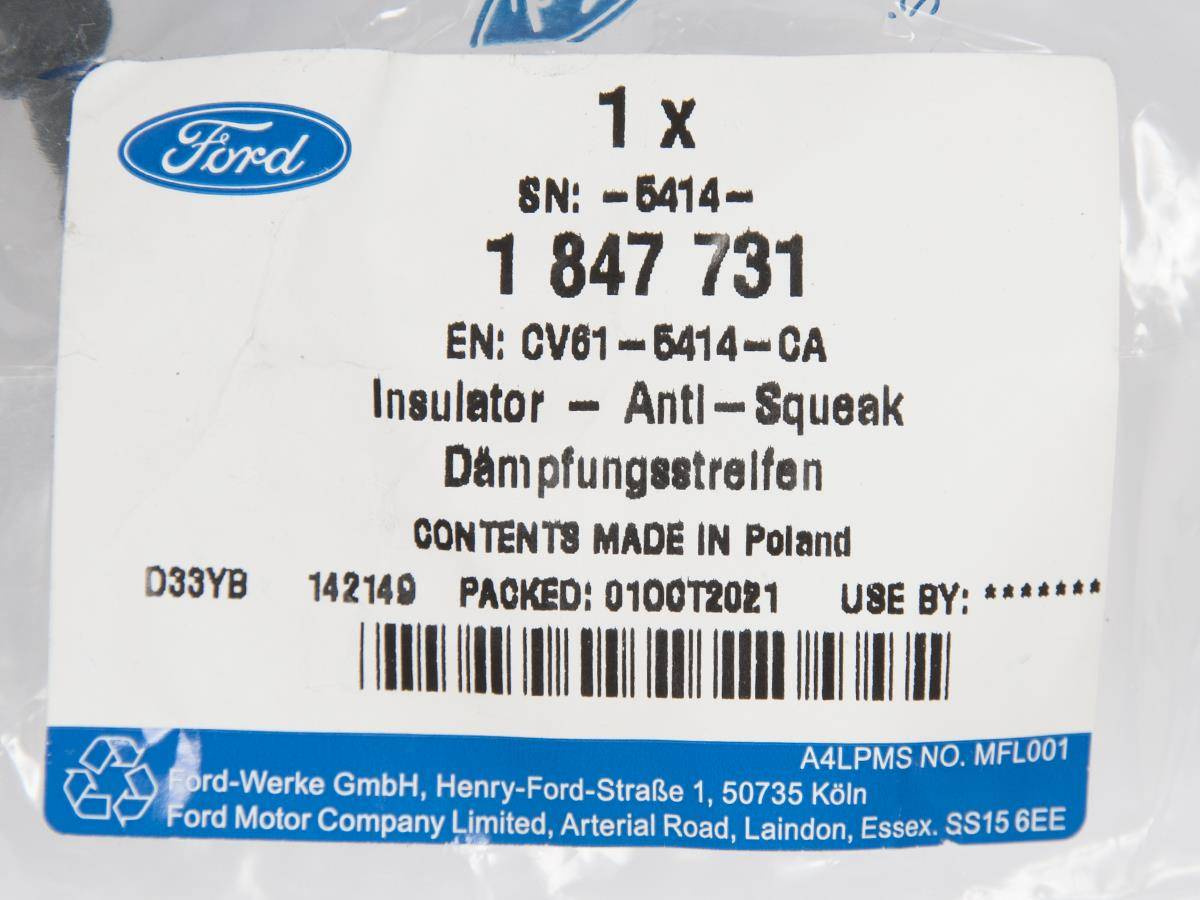 Ford
1 x
SN: -5414-
1 847 731
EN: CV61-5414-CA
Insulator - Anti-Squeak
Dämpfungsstreifen
CONTENTS MADE IN Poland
D33YB 142149 PACKED: 01OCT2021 USE BY: *******
A4LPMS NO. MFL001
Ford-Werke GmbH, Henry-Ford-Straße 1, 50735 Köln
Ford Motor Company Limited, Arterial Road, Laindon, Essex. SS15 6EE